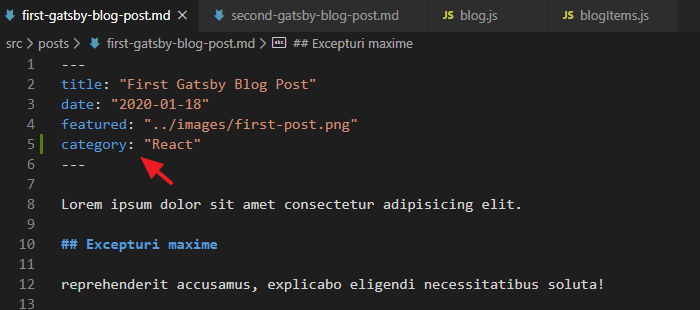 first-gatsby-blog-post.md × second-gatsby-blog-post.md JS blog.js JS blogItems.js
src > posts > first-gatsby-blog-post.md > abc ## Excepturi maxime
1 ---
2 title: "First Gatsby Blog Post"
3 date: "2020-01-18"
4 featured: "../images/first-post.png"
5 category: "React"
6 ---
7
8 Lorem ipsum dolor sit amet consectetur adipisicing elit.
9
10 ## Excepturi maxime
11
12 reprehenderit accusamus, explicabo eligendi necessitatibus soluta!
13